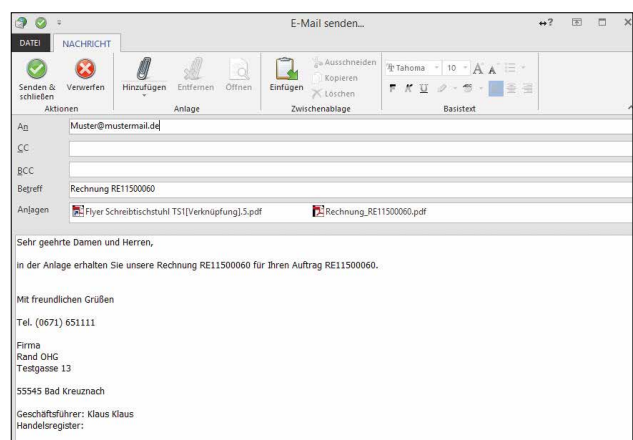 E-Mail senden...
DATEI NACHRICHT
Senden & schließen Verwerfen Hinzufügen Entfernen Öffnen Einfügen Ausschneiden Kopieren Löschen Tahoma 10 A A
F K U
Aktionen Anlage Zwischenablage Basistext
An Muster@mustermail.de
CC
BCC
Betreff Rechnung RE11500060
Anlagen Flyer Schreibtischstuhl TS1[Verknüpfung].5.pdf Rechnung_RE11500060.pdf
Sehr geehrte Damen und Herren,
in der Anlage erhalten Sie unsere Rechnung RE11500060 für Ihren Auftrag RE11500060.
Mit freundlichen Grüßen
Tel. (0671) 651111
Firma
Rand OHG
Testgasse 13
55545 Bad Kreuznach
Geschäftsführer: Klaus Klaus
Handelsregister: